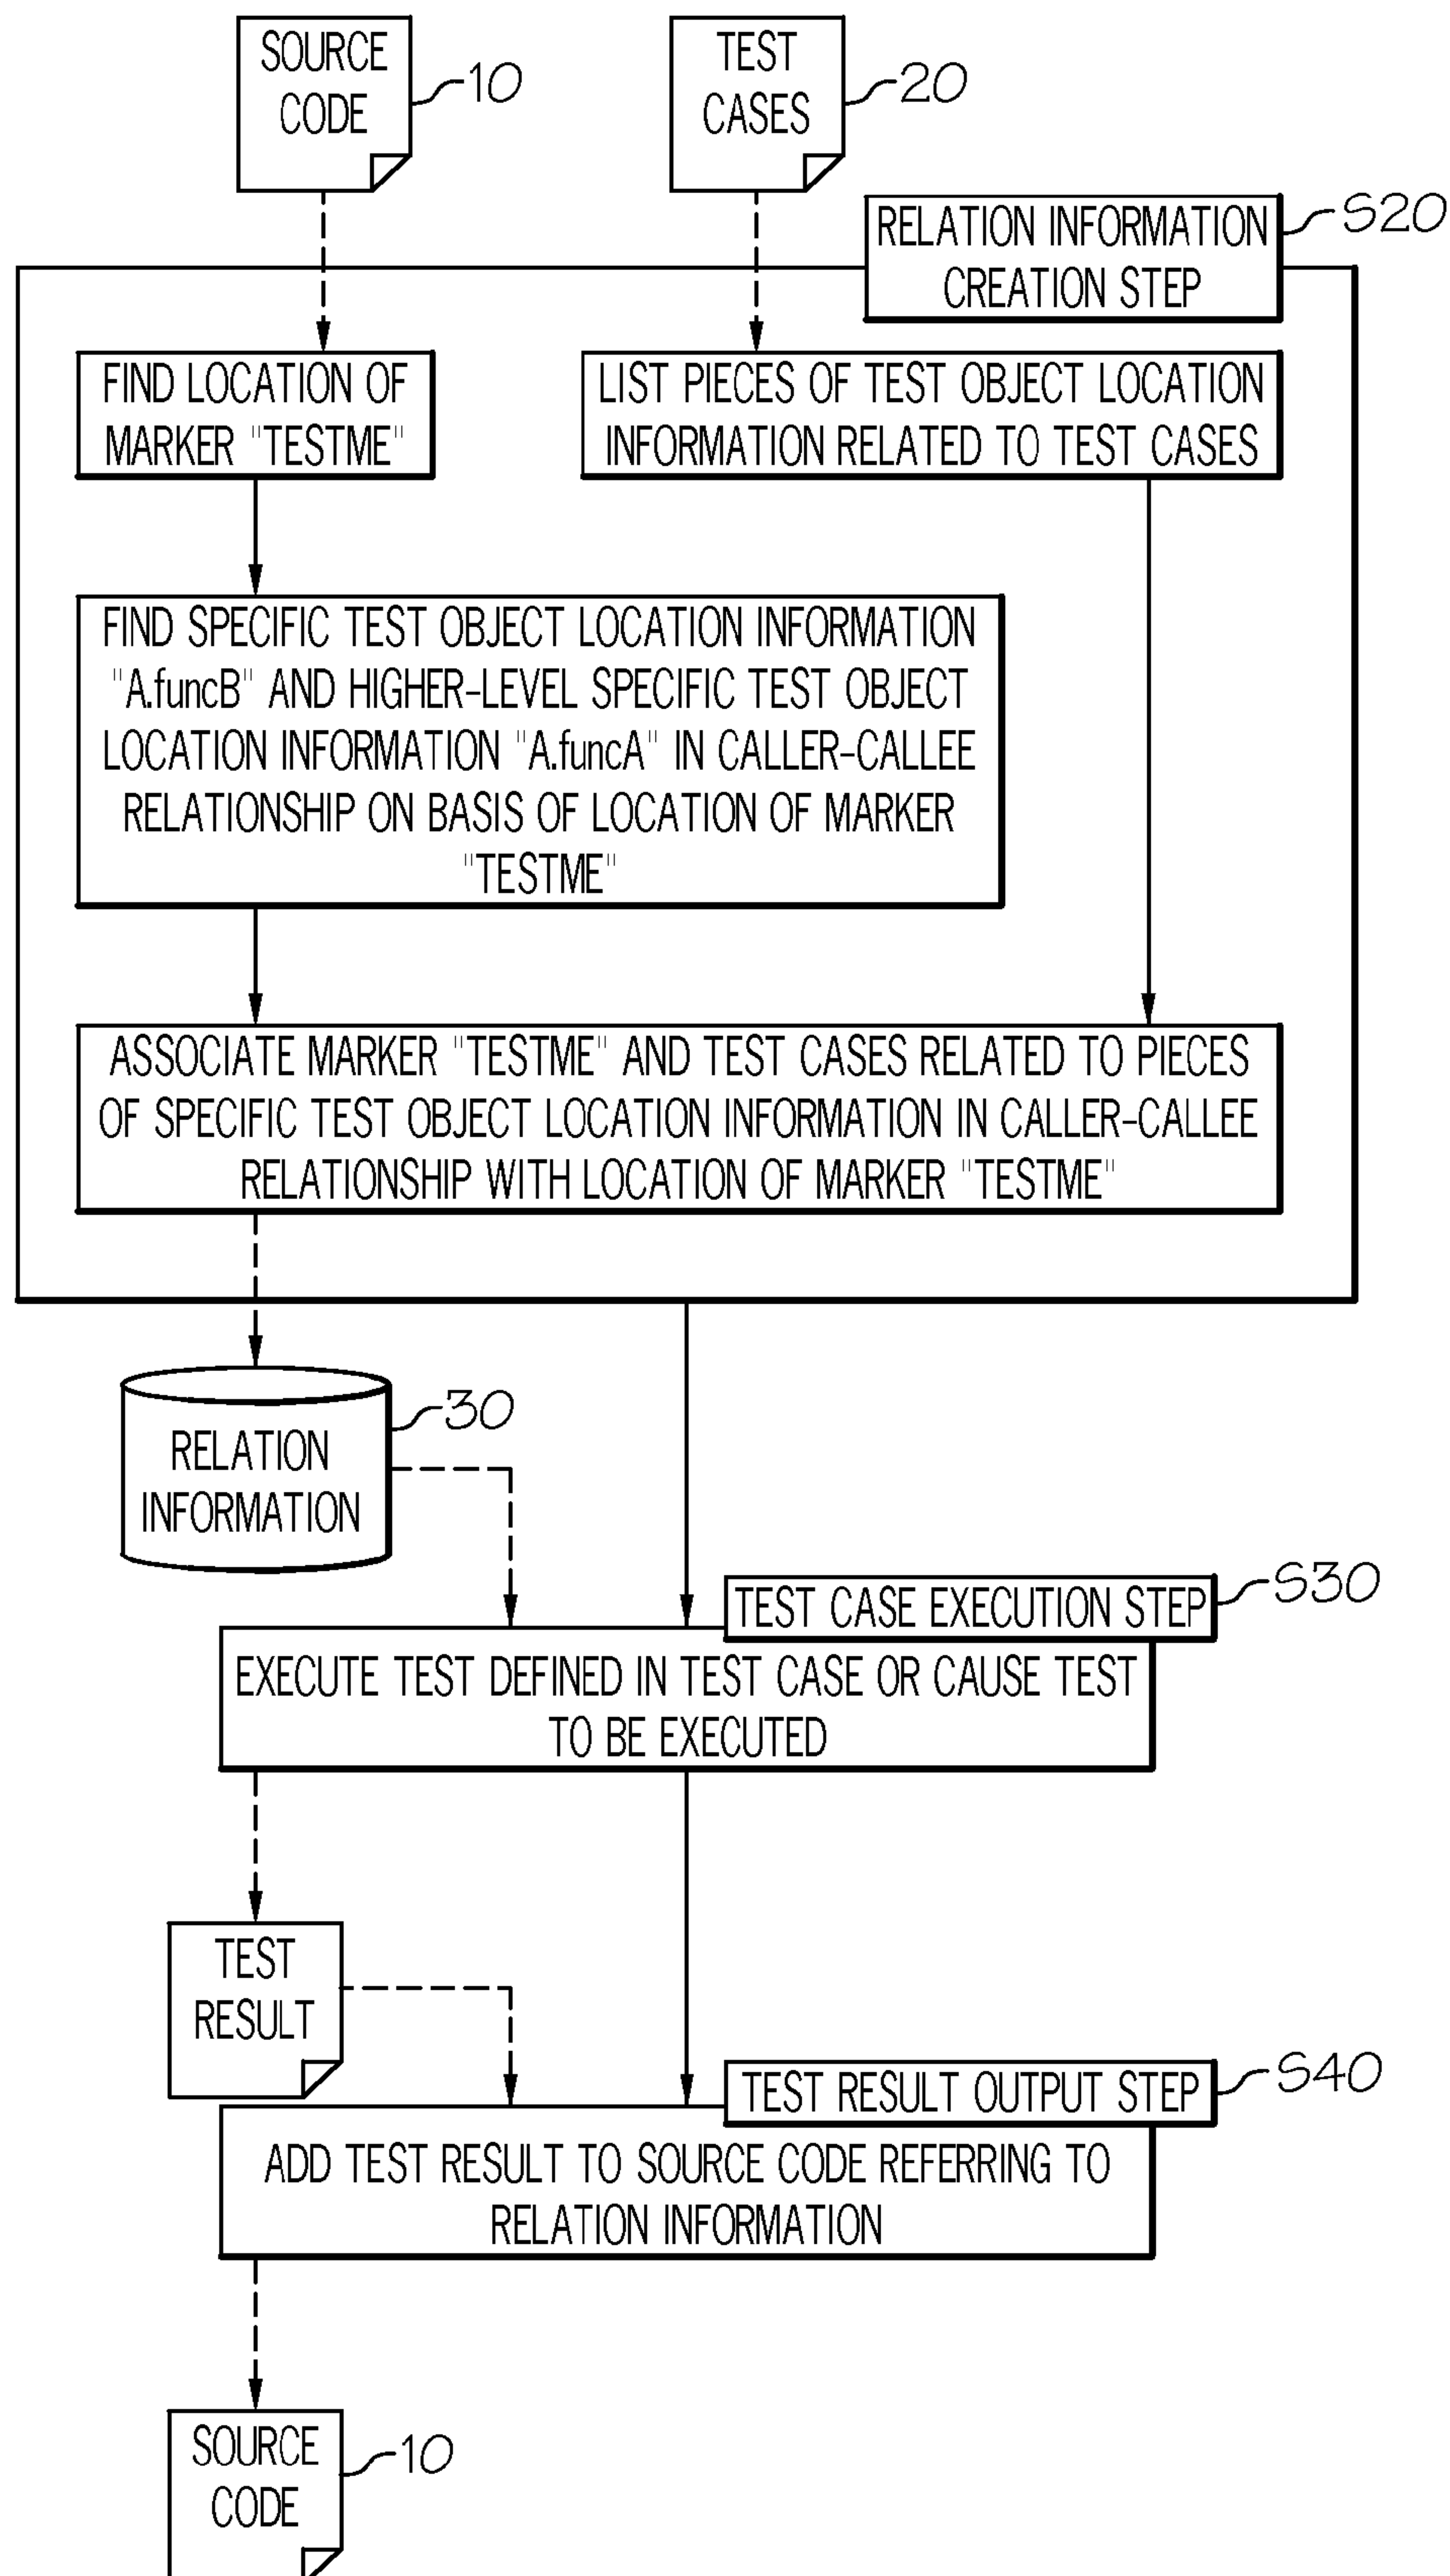 SOURCE
CODE
10
TEST
CASES
20
RELATION INFORMATION
CREATION STEP
S20
FIND LOCATION OF
MARKER "TESTME"
LIST PIECES OF TEST OBJECT LOCATION
INFORMATION RELATED TO TEST CASES
FIND SPECIFIC TEST OBJECT LOCATION INFORMATION
"A.funcB" AND HIGHER-LEVEL SPECIFIC TEST OBJECT
LOCATION INFORMATION "A.funcA" IN CALLER-CALLEE
RELATIONSHIP ON BASIS OF LOCATION OF MARKER
"TESTME"
ASSOCIATE MARKER "TESTME" AND TEST CASES RELATED TO PIECES
OF SPECIFIC TEST OBJECT LOCATION INFORMATION IN CALLER-CALLEE
RELATIONSHIP WITH LOCATION OF MARKER "TESTME"
RELATION
INFORMATION
30
TEST CASE EXECUTION STEP
S30
EXECUTE TEST DEFINED IN TEST CASE OR CAUSE TEST
TO BE EXECUTED
TEST
RESULT
TEST RESULT OUTPUT STEP
S40
ADD TEST RESULT TO SOURCE CODE REFERRING TO
RELATION INFORMATION
SOURCE
CODE
10